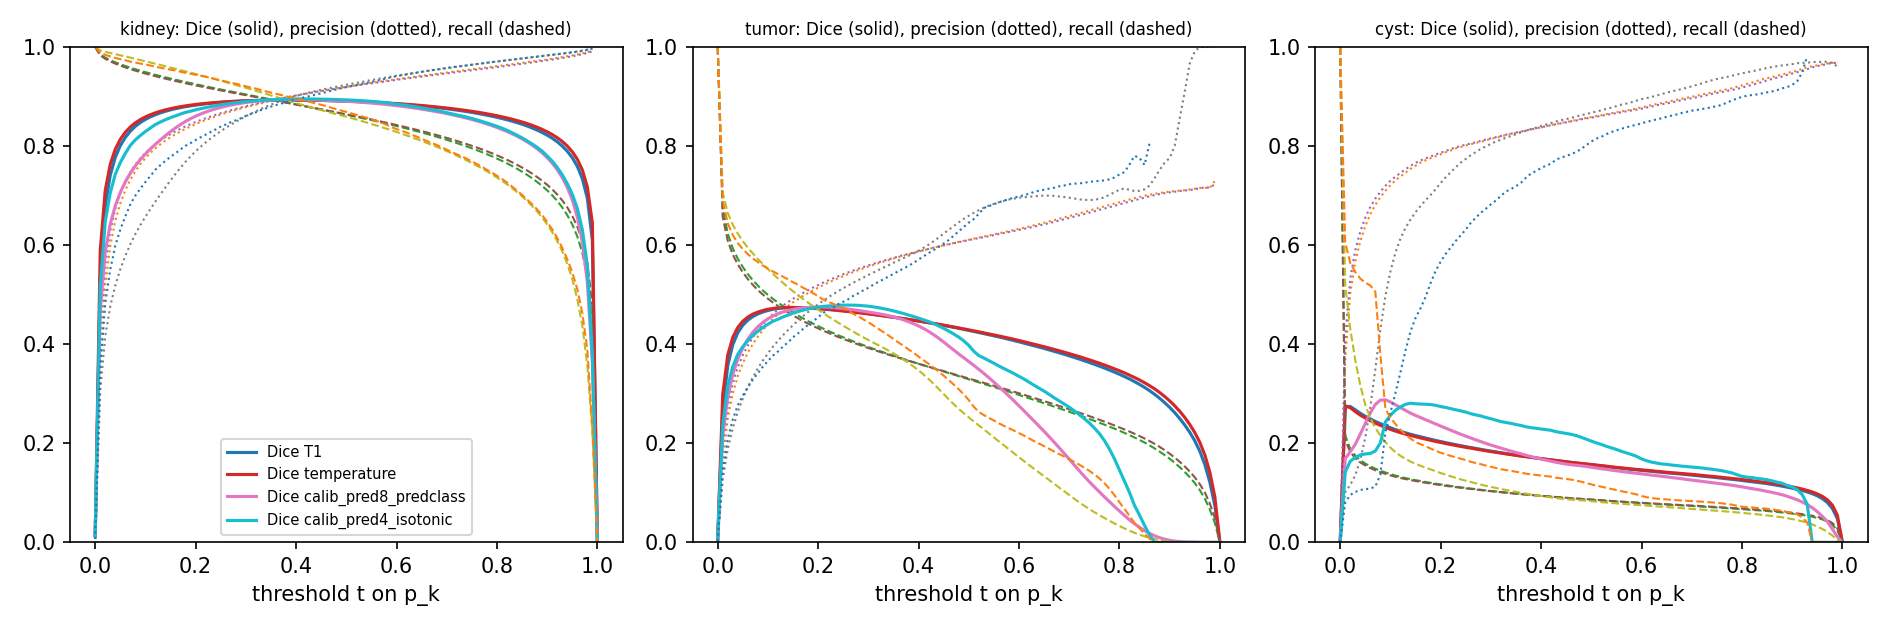 kidney: Dice (solid), precision (dotted), recall (dashed)
tumor: Dice (solid), precision (dotted), recall (dashed)
cyst: Dice (solid), precision (dotted), recall (dashed)
1.0
0.8
0.6
0.4
0.2
0.0
0.0 0.2 0.4 0.6 0.8 1.0
threshold t on p_k
Dice T1
Dice temperature
Dice calib_pred8_predclass
Dice calib_pred4_isotonic
1.0
0.8
0.6
0.4
0.2
0.0
0.0 0.2 0.4 0.6 0.8 1.0
threshold t on p_k
1.0
0.8
0.6
0.4
0.2
0.0
0.0 0.2 0.4 0.6 0.8 1.0
threshold t on p_k